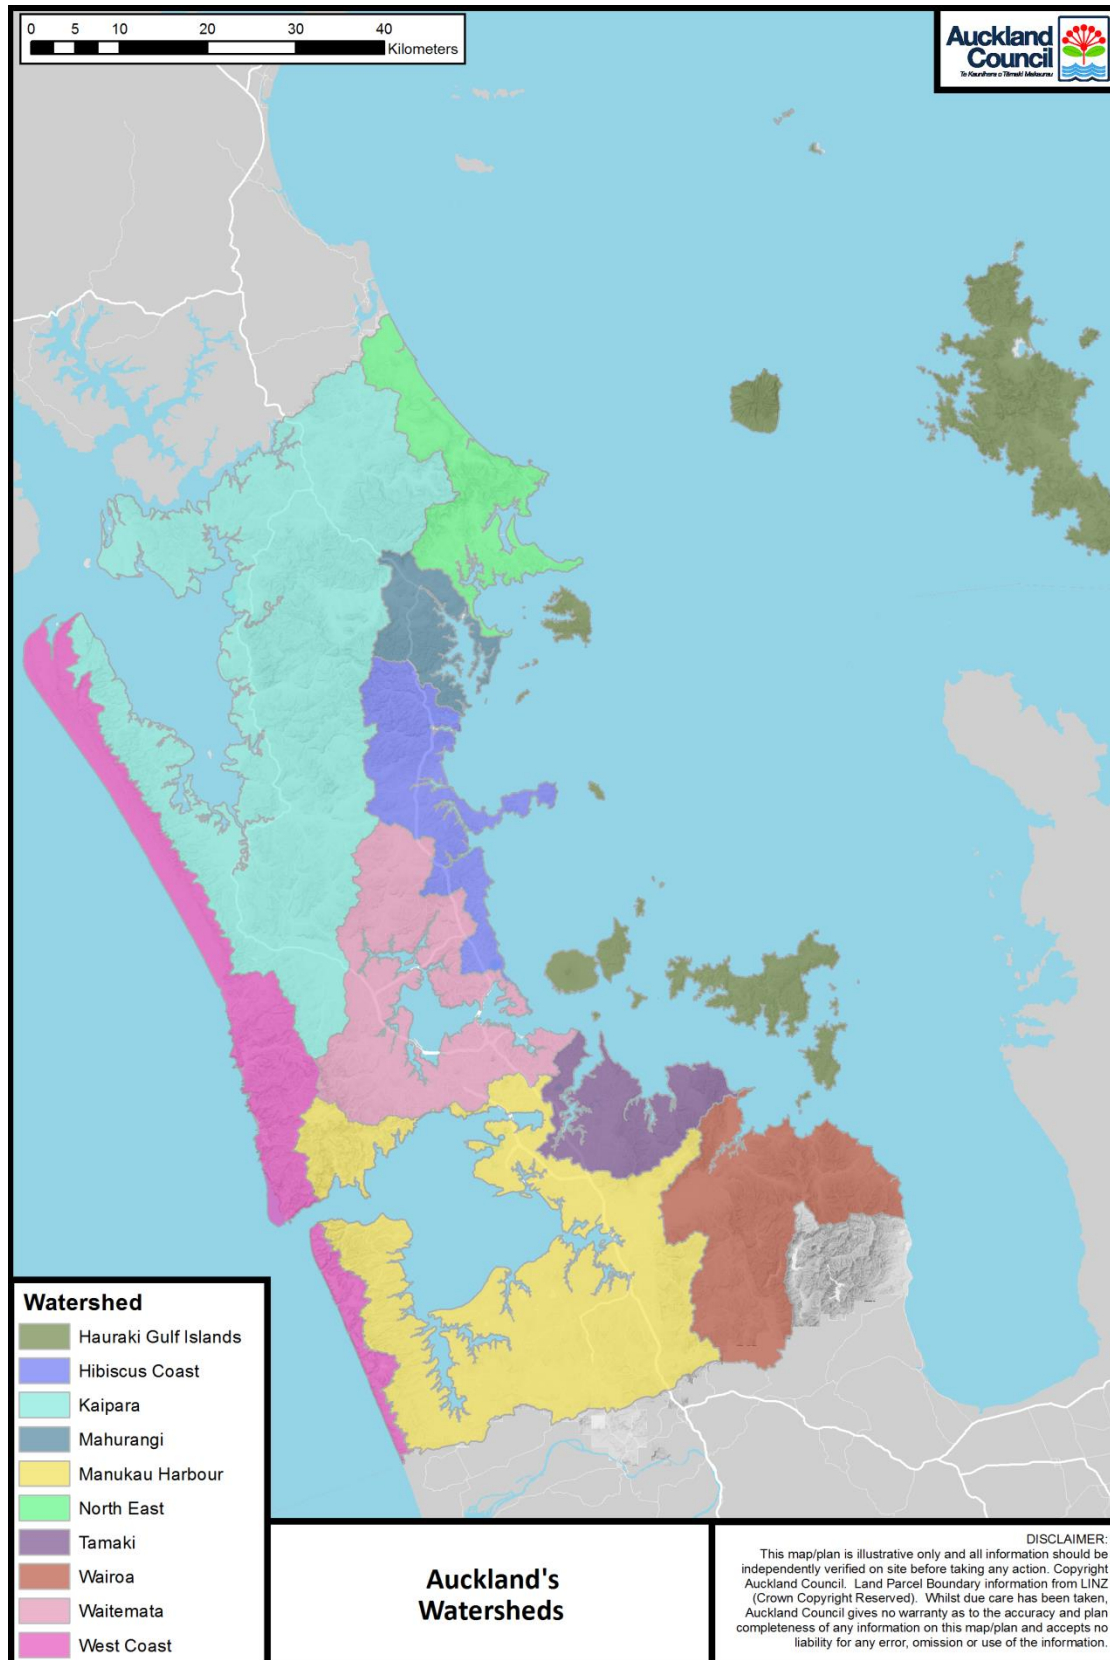 0 5 10 20 30 40
Kilometers
Auckland
Council
Te Kaunihera o Tāmaki Makaurau
Watershed
Hauraki Gulf Islands
Hibiscus Coast
Kaipara
Mahurangi
Manukau Harbour
North East
Tamaki
Wairoa
Waitemata
West Coast
Auckland's
Watersheds
DISCLAIMER:
This map/plan is illustrative only and all information should be
independently verified on site before taking any action. Copyright
Auckland Council. Land Parcel Boundary information from LINZ
(Crown Copyright Reserved). Whilst due care has been taken,
Auckland Council gives no warranty as to the accuracy and plan
completeness of any information on this map/plan and accepts no
liability for any error, omission or use of the information.